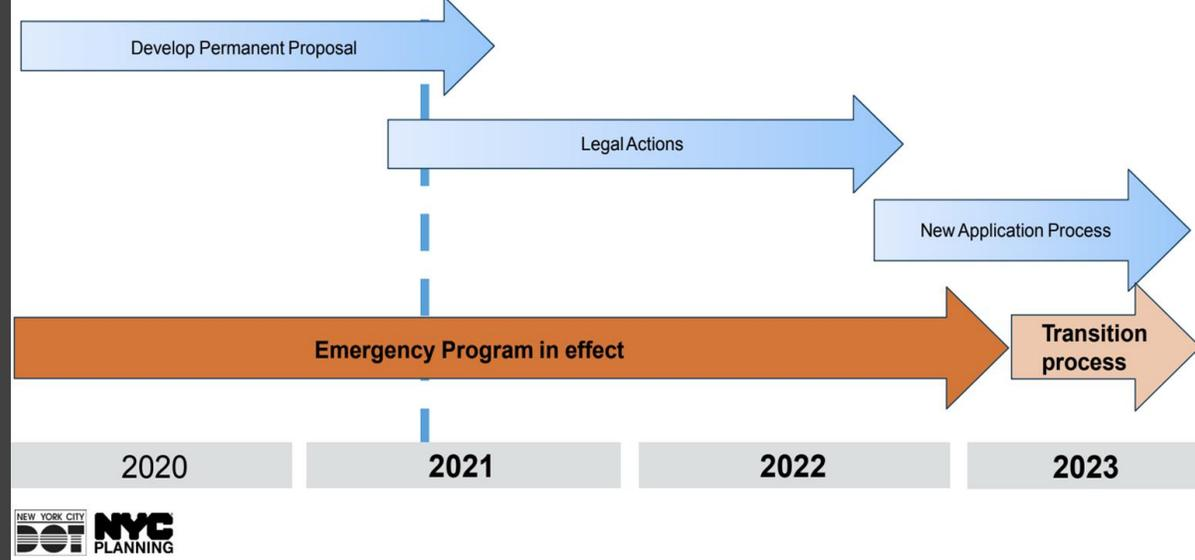 Develop Permanent Proposal
Legal Actions
New Application Process
Emergency Program in effect
Transition
process
2020
2021
2022
2023
NEW YORK CITY
DOT
NYC
PLANNING